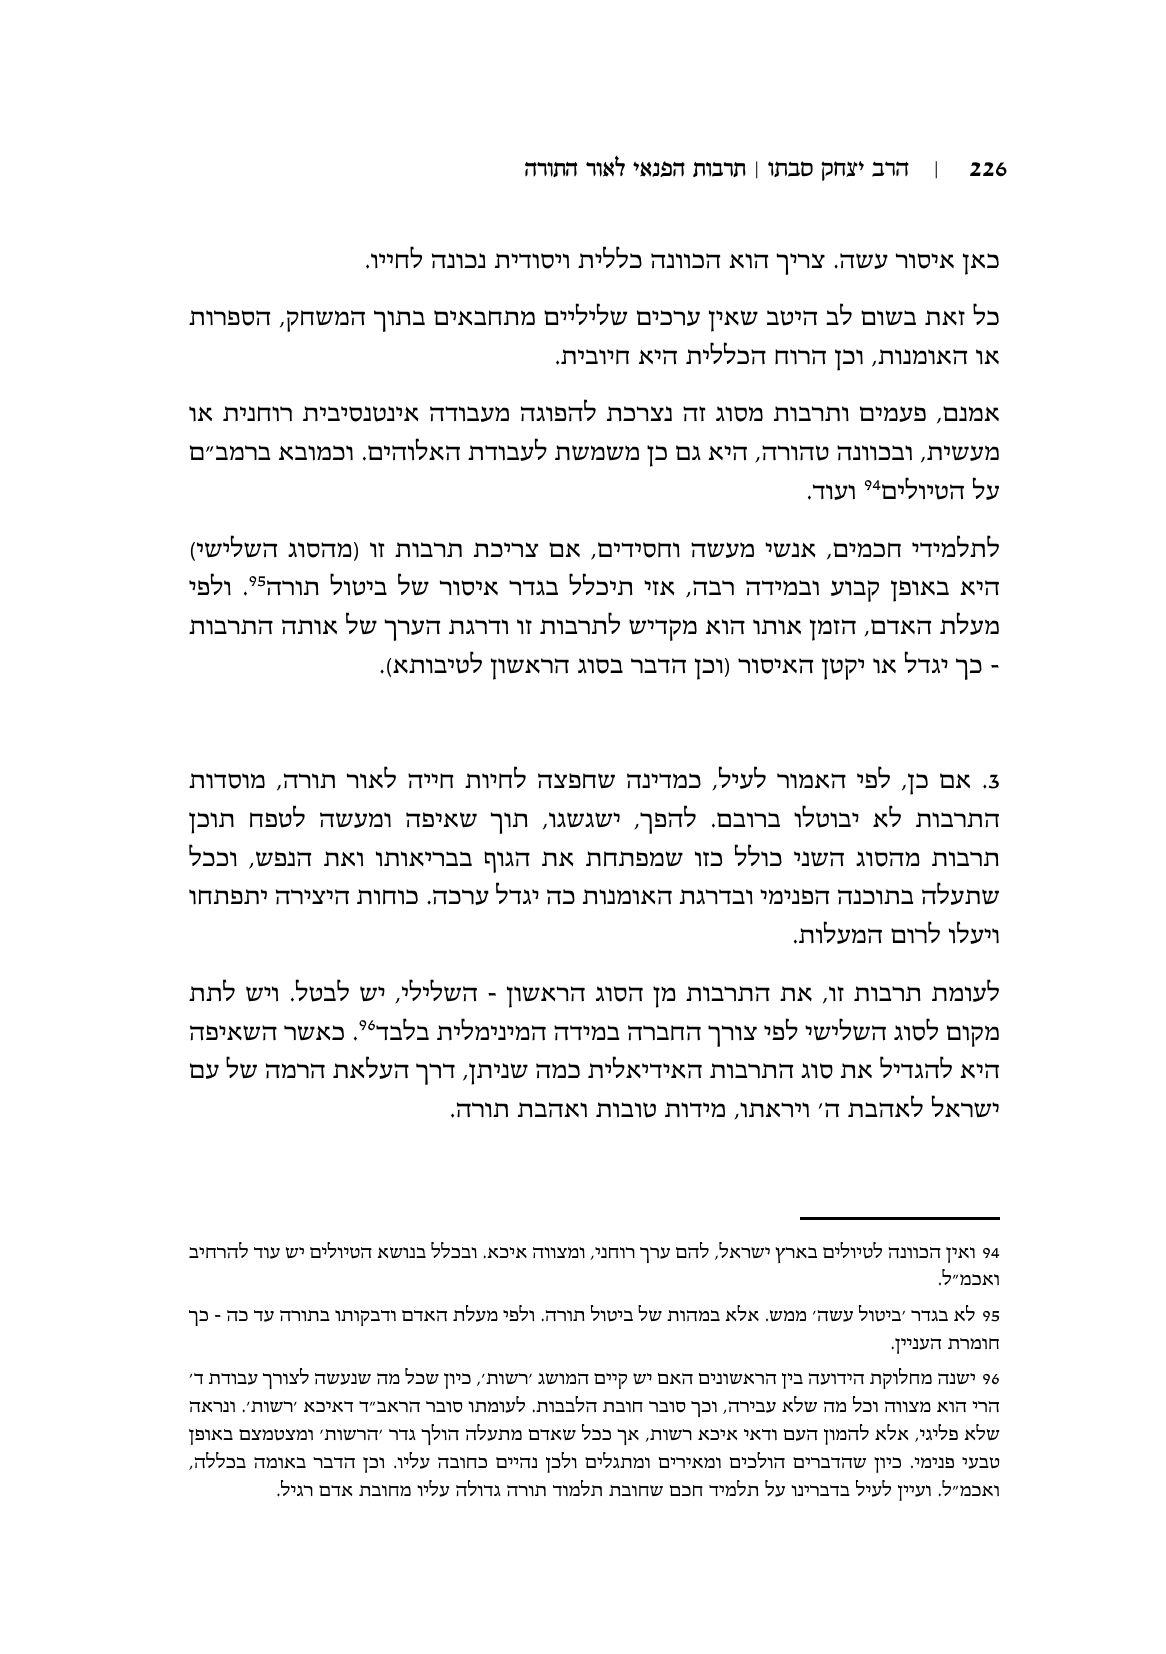 226 | הרב יצחק סבתו | תרבות הפנאי לאור התורה
כאן איסור עשה. צריך הוא הכוונה כללית ויסודית נכונה לחייו.
כל זאת בשום לב היטב שאין ערכים שליליים מתחבאים בתוך המשחק, הספרות
או האומנות, וכן הרוח הכללית היא חיובית.
אמנם, פעמים ותרבות מסוג זה נצרכת להפוגה מעבודה אינטנסיבית רוחנית או
מעשית, ובכוונה טהורה, היא גם כן משמשת לעבודת האלוהים. וכמובא ברמב״ם
על הטיולים94 ועוד.
לתלמידי חכמים, אנשי מעשה וחסידים, אם צריכת תרבות זו (מהסוג השלישי)
היא באופן קבוע ובמידה רבה, אזי תיכלל בגדר איסור של ביטול תורה95. ולפי
מעלת האדם, הזמן אותו הוא מקדיש לתרבות זו ודרגת הערך של אותה התרבות
- כך יגדל או יקטן האיסור (וכן הדבר בסוג הראשון לטיבותא).
3. אם כן, לפי האמור לעיל, כמדינה שחפצה לחיות חייה לאור תורה, מוסדות
התרבות לא יבוטלו ברובם. להפך, ישגשגו, תוך שאיפה ומעשה לטפח תוכן
תרבות מהסוג השני כולל כזו שמפתחת את הגוף בבריאותו ואת הנפש, וככל
שתעלה בתוכנה הפנימי ובדרגת האומנות כה יגדל ערכה. כוחות היצירה יתפתחו
ויעלו לרום המעלות.
לעומת תרבות זו, את התרבות מן הסוג הראשון - השלילי, יש לבטל. ויש לתת
מקום לסוג השלישי לפי צורך החברה במידה המינימלית בלבד96. כאשר השאיפה
היא להגדיל את סוג התרבות האידיאלית כמה שניתן, דרך העלאת הרמה של עם
ישראל לאהבת ה׳ ויראתו, מידות טובות ואהבת תורה.
94 ואין הכוונה לטיולים בארץ ישראל, להם ערך רוחני, ומצווה איכא. ובכלל בנושא הטיולים יש עוד להרחיב
ואכמ״ל.
95 לא בגדר ׳ביטול עשה׳ ממש. אלא במהות של ביטול תורה. ולפי מעלת האדם ודבקותו בתורה עד כה - כך
חומרת העניין.
96 ישנה מחלוקת הידועה בין הראשונים האם יש קיים המושג ׳רשות׳, כיון שכל מה שנעשה לצורך עבודת ד׳
הרי הוא מצווה וכל מה שלא עבירה, וכך סובר חובת הלבבות. לעומתו סובר הראב״ד דאיכא ׳רשות׳. ונראה
שלא פליגי, אלא להמון העם ודאי איכא רשות, אך ככל שאדם מתעלה הולך גדר ׳הרשות׳ ומצטמצם באופן
טבעי פנימי. כיון שהדברים הולכים ומאירים ומתגלים ולכן נהיים כחובה עליו. וכן הדבר באומה בכללה,
ואכמ״ל. ועיין לעיל בדברינו על תלמיד חכם שחובת תלמוד תורה גדולה עליו מחובת אדם רגיל.